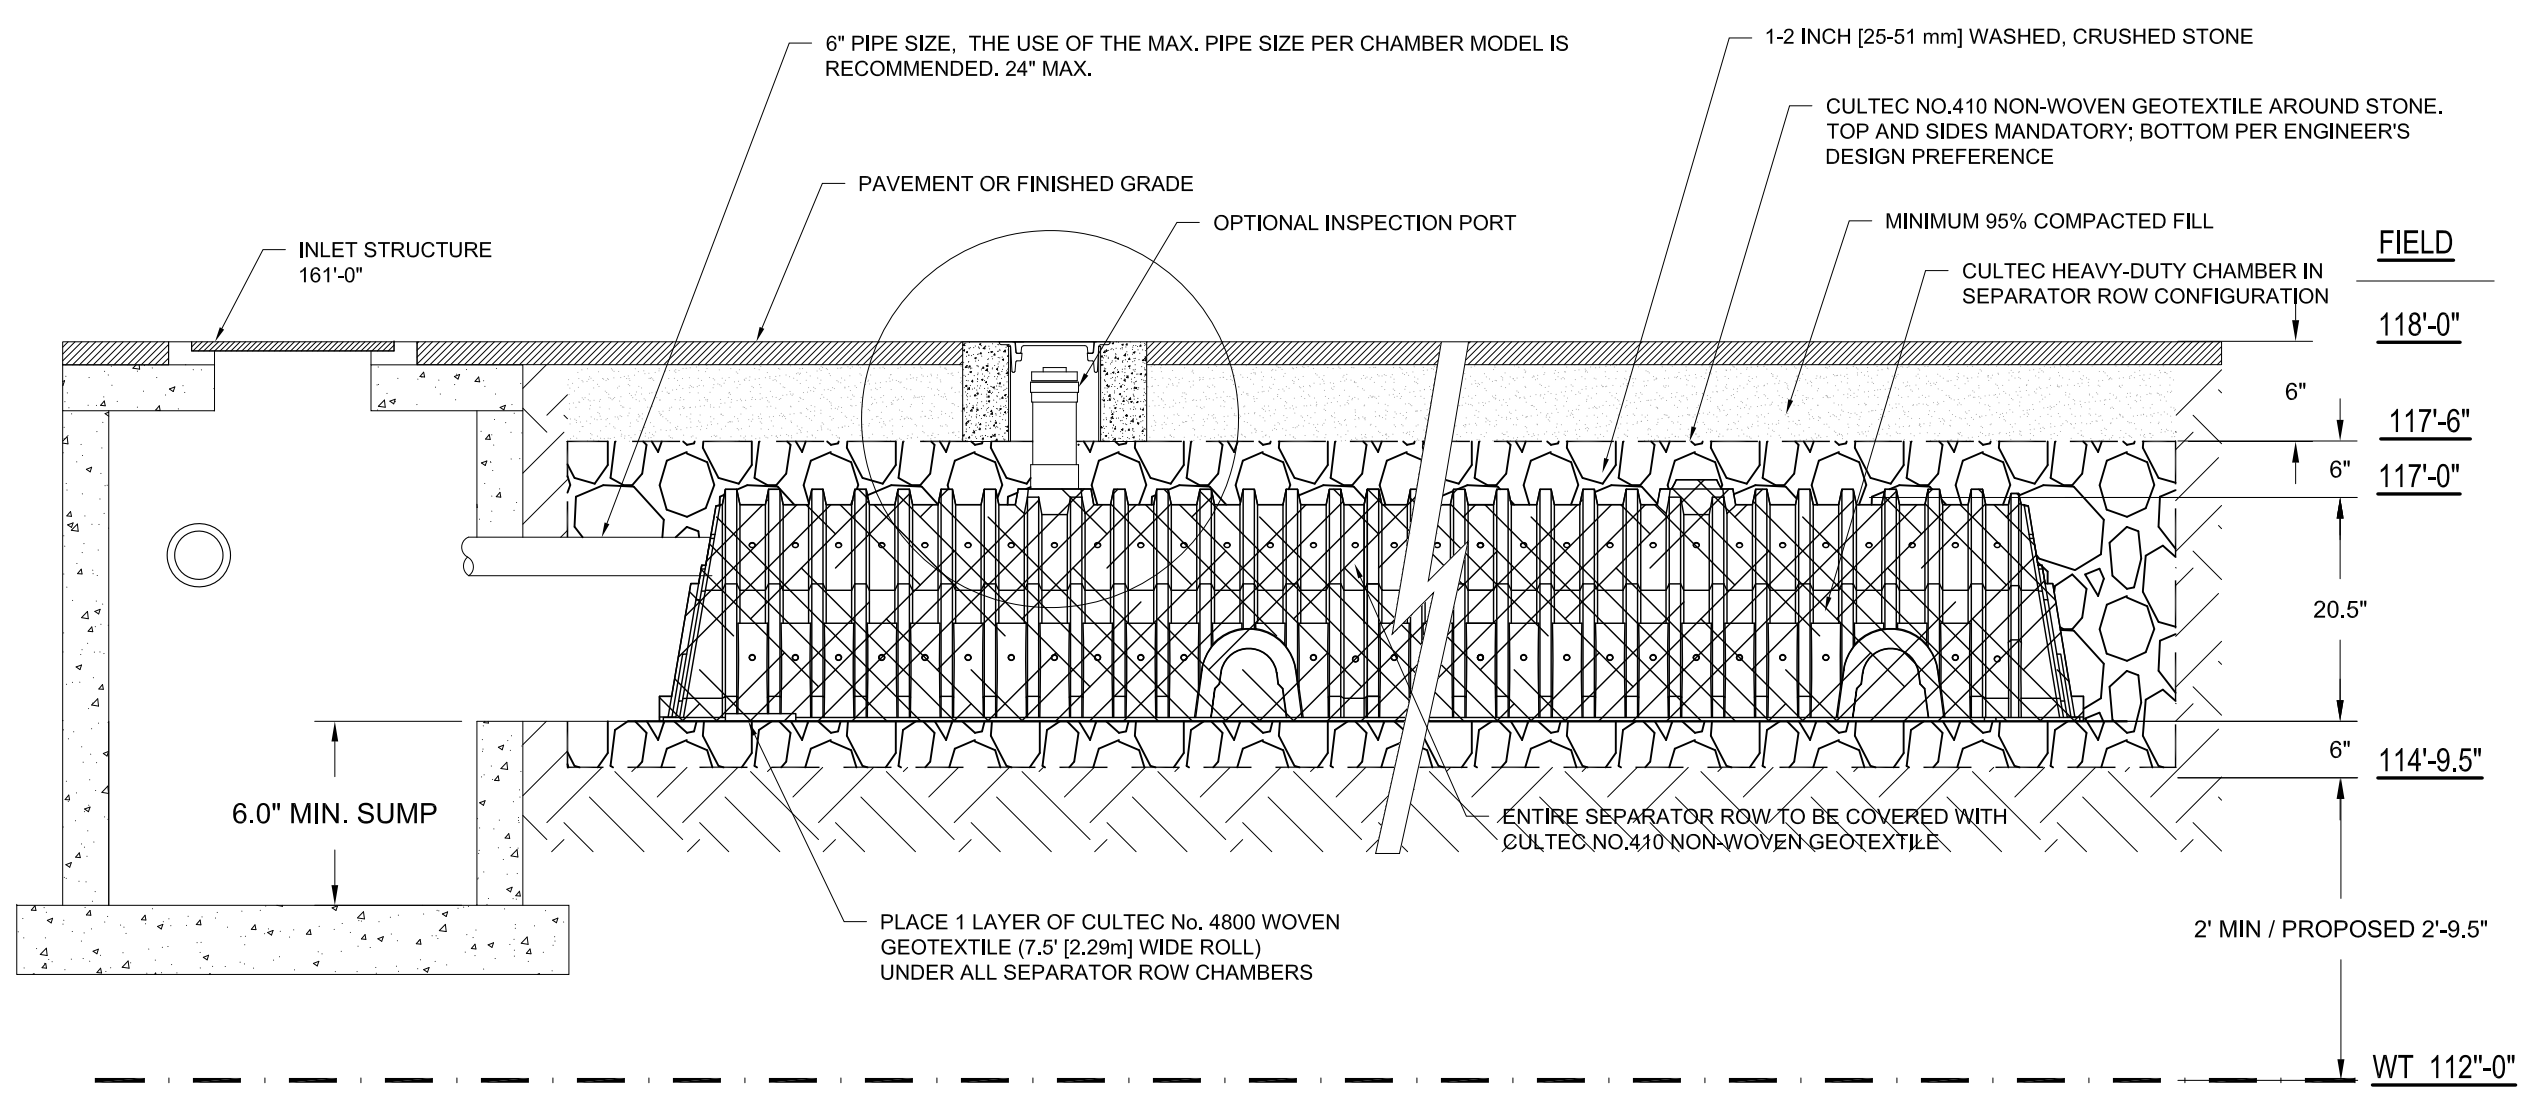 6" PIPE SIZE, THE USE OF THE MAX. PIPE SIZE PER CHAMBER MODEL IS
RECOMMENDED. 24" MAX.
1-2 INCH [25-51 mm] WASHED, CRUSHED STONE
CULTEC NO.410 NON-WOVEN GEOTEXTILE AROUND STONE.
TOP AND SIDES MANDATORY; BOTTOM PER ENGINEER'S
DESIGN PREFERENCE
PAVEMENT OR FINISHED GRADE
OPTIONAL INSPECTION PORT
MINIMUM 95% COMPACTED FILL
INLET STRUCTURE
161'-0"
CULTEC HEAVY-DUTY CHAMBER IN
SEPARATOR ROW CONFIGURATION
FIELD
118'-0"
6"
117'-6"
6"
117'-0"
20.5"
6"
114'-9.5"
6.0" MIN. SUMP
ENTIRE SEPARATOR ROW TO BE COVERED WITH
CULTEC NO.410 NON-WOVEN GEOTEXTILE
PLACE 1 LAYER OF CULTEC No. 4800 WOVEN
GEOTEXTILE (7.5' [2.29m] WIDE ROLL)
UNDER ALL SEPARATOR ROW CHAMBERS
2' MIN / PROPOSED 2'-9.5"
WT 112"-0"